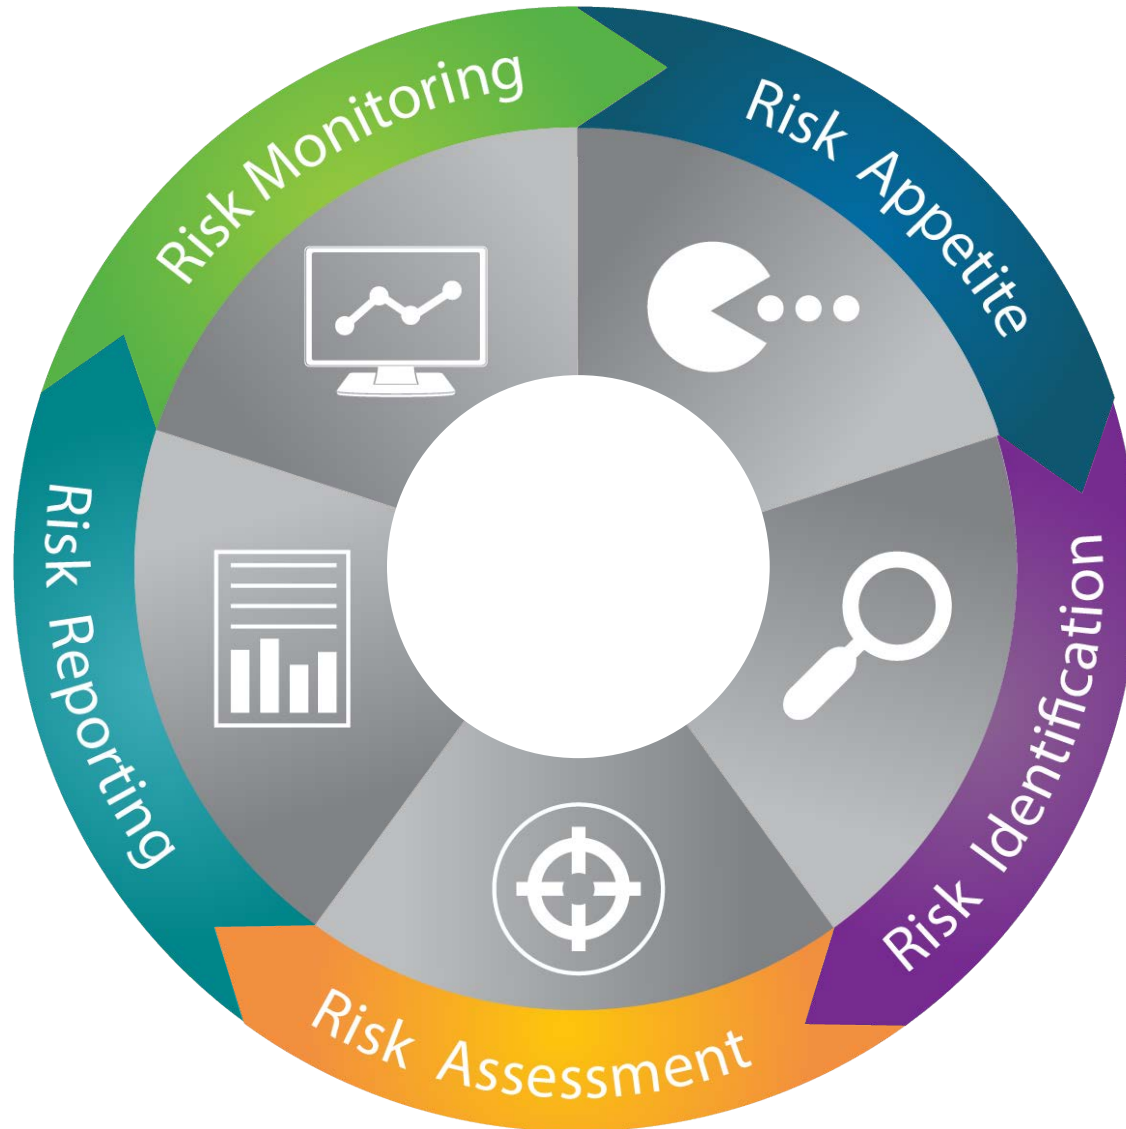 Risk Appetite
Risk Identification
Risk Assessment
Risk Reporting
Risk Monitoring